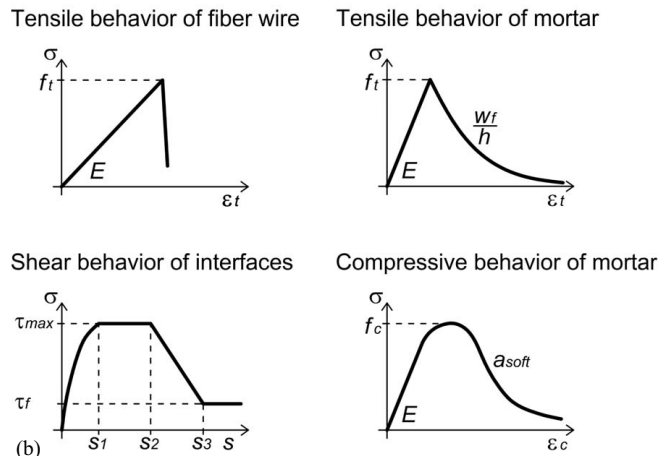 Tensile behavior of fiber wire
σ
ft
E
εt
Tensile behavior of mortar
σ
ft
wf
h
E
εt
Shear behavior of interfaces
σ
τmax
τf
s1 s2 s3 s
(b)
Compressive behavior of mortar
σ
fc
asoft
E
εc